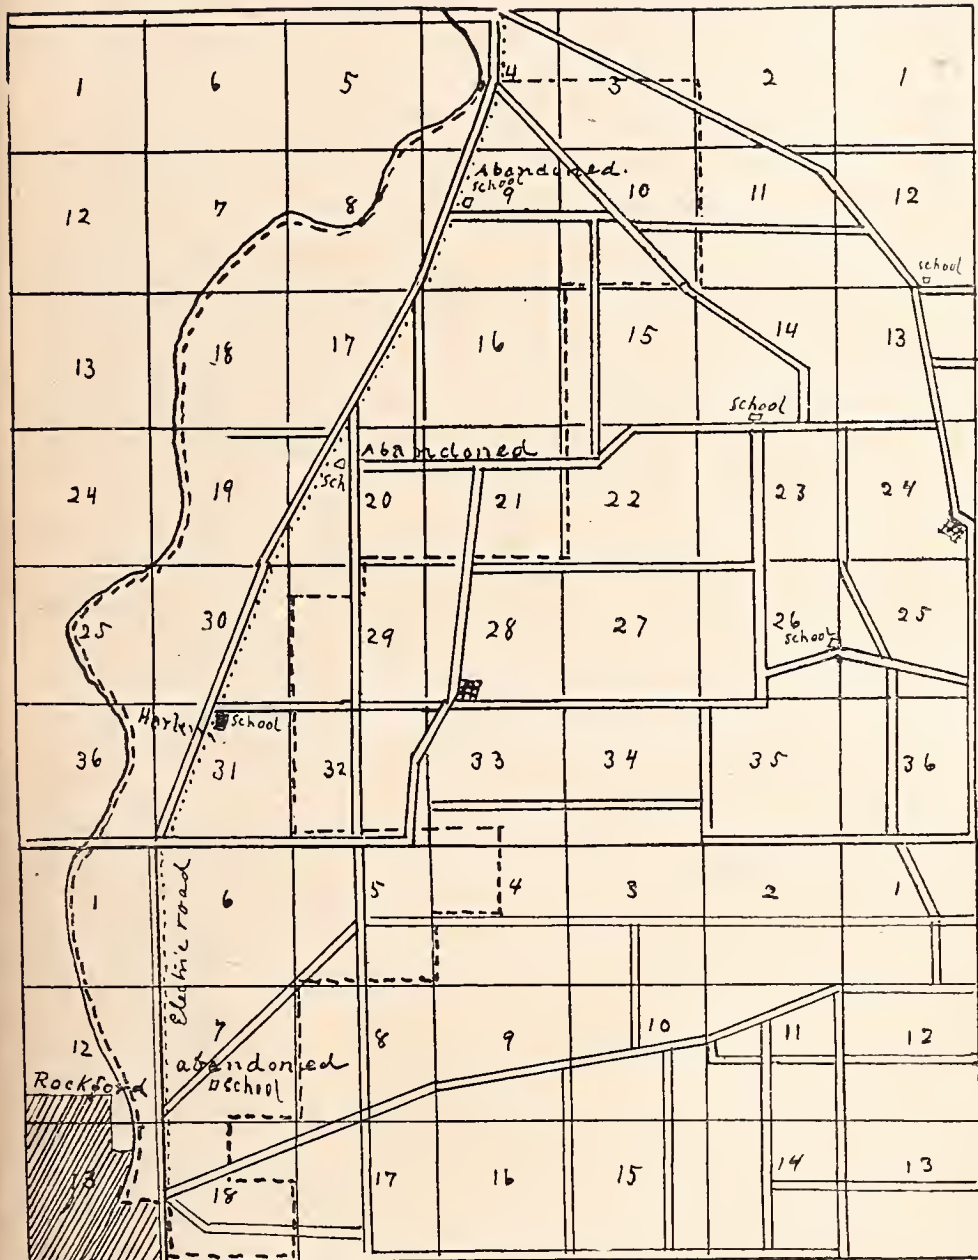 1 6 5 4 3 2 1
Abandoned.
school
12 7 8 9 10 11 12
school
13 18 17 16 15 14 13
school
Abandoned
Sch
24 19 20 21 22 23 24
25 30 29 28 27 26 25
school
school
36 31 32 33 34 35 36
1 6 5 4 3 2 1
Electric road
7 8 9 10 11 12
12
abandoned
Rockford
school
13 18 17 16 15 14 13